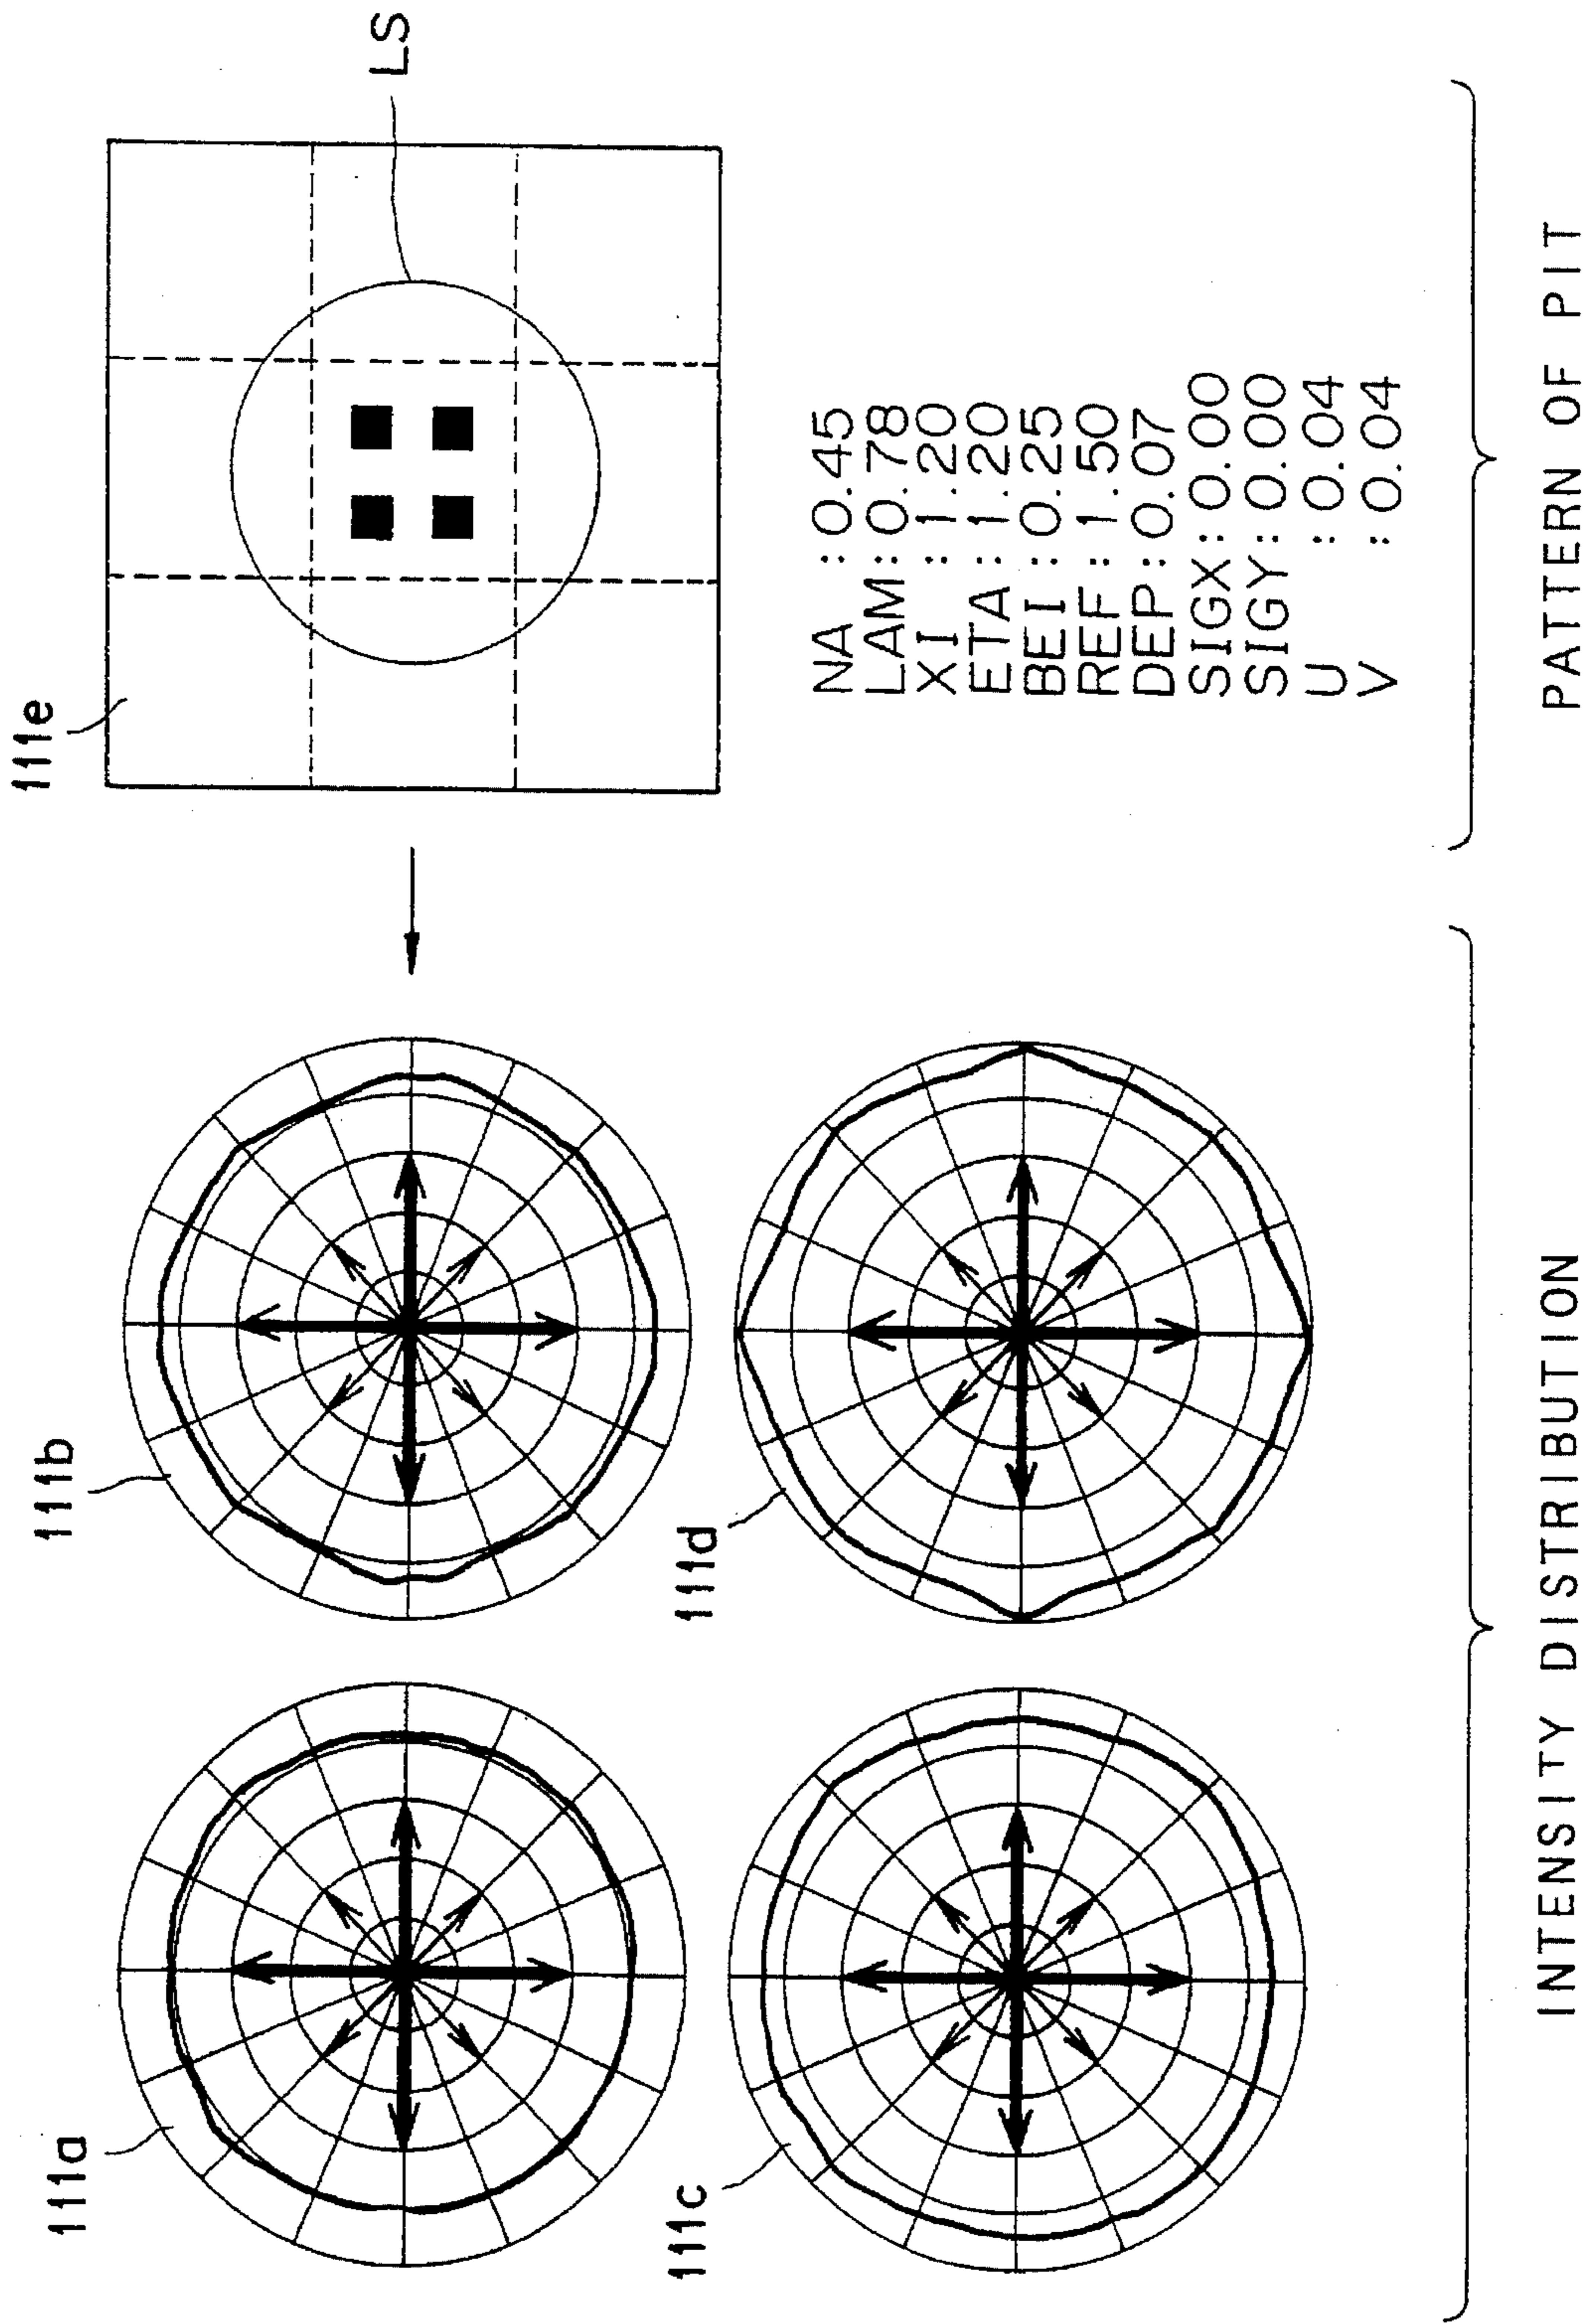 111a
111b
111c
111d
111e
LS
NA : 0.45
LAM : 0.78
XI : 1.20
ETA : 1.20
BEI : 0.25
REF : 1.50
DEP : 0.07
SIGX : 0.00
SIGY : 0.00
U : 0.04
V : 0.04
INTENSITY DISTRIBUTION
PATTERN OF PIT